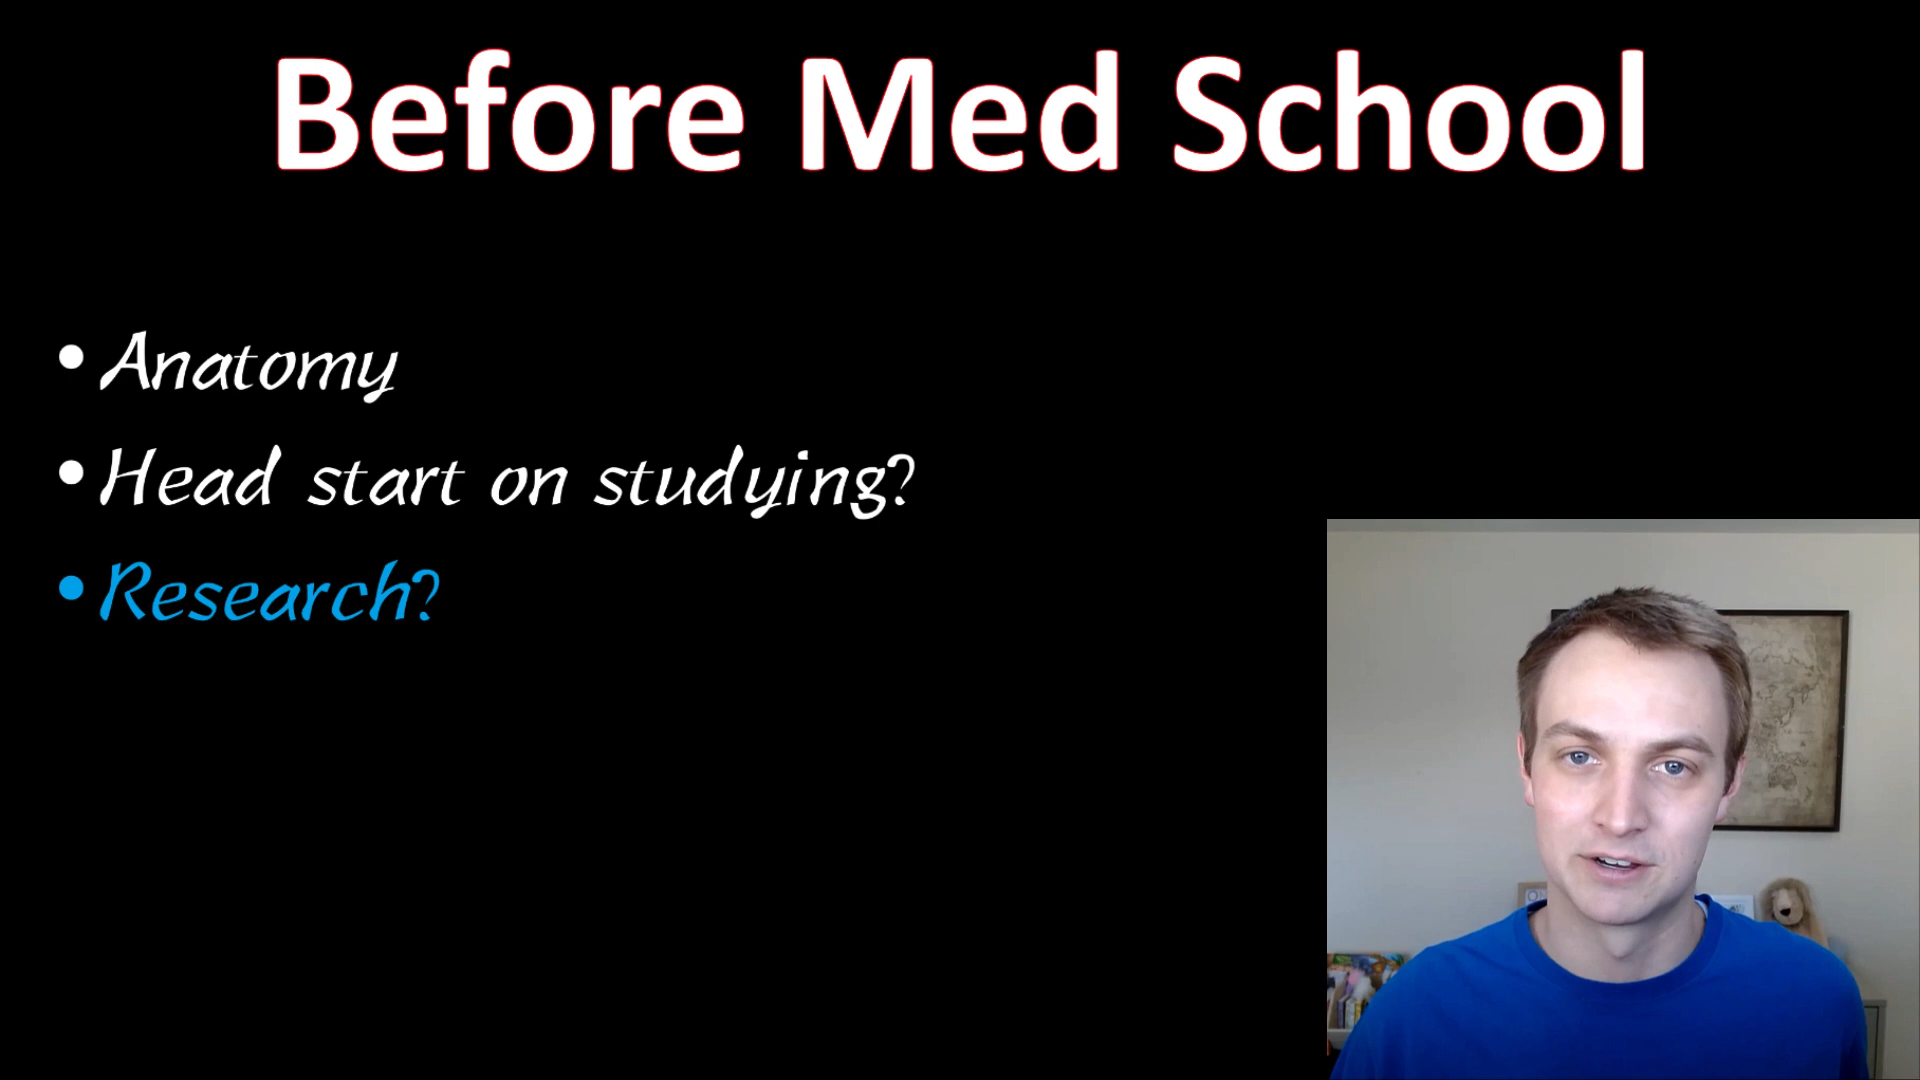 Before Med School
• Anatomy
• Head start on studying?
• Research?